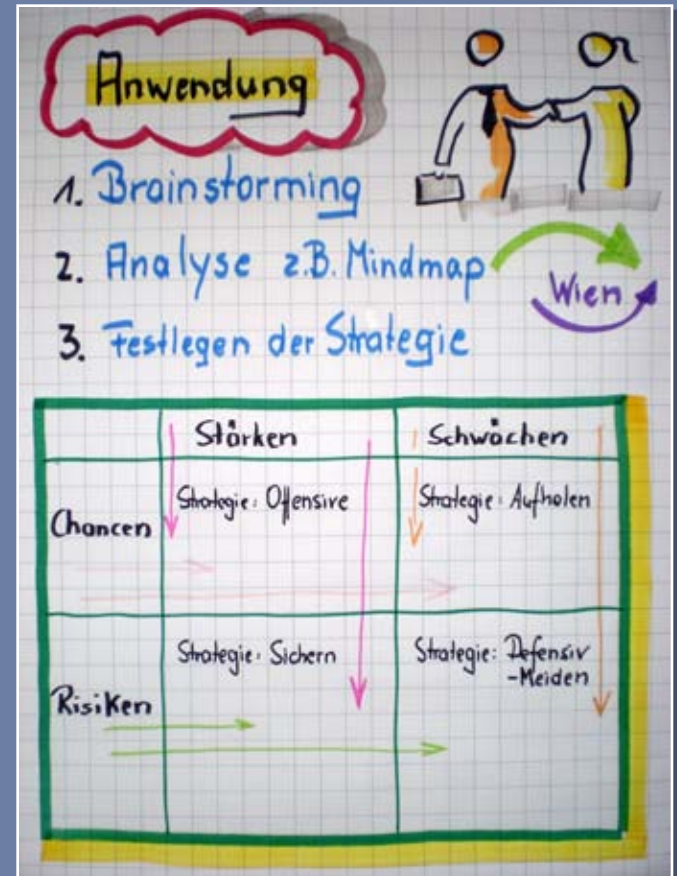 Anwendung
1. Brainstorming
2. Analyse z.B. Mindmap
Wien
3. Festlegen der Strategie
Stärken Schwächen
Chancen Strategie: Offensive Strategie: Aufholen
Risiken Strategie: Sichern Strategie: Defensiv
-Meiden